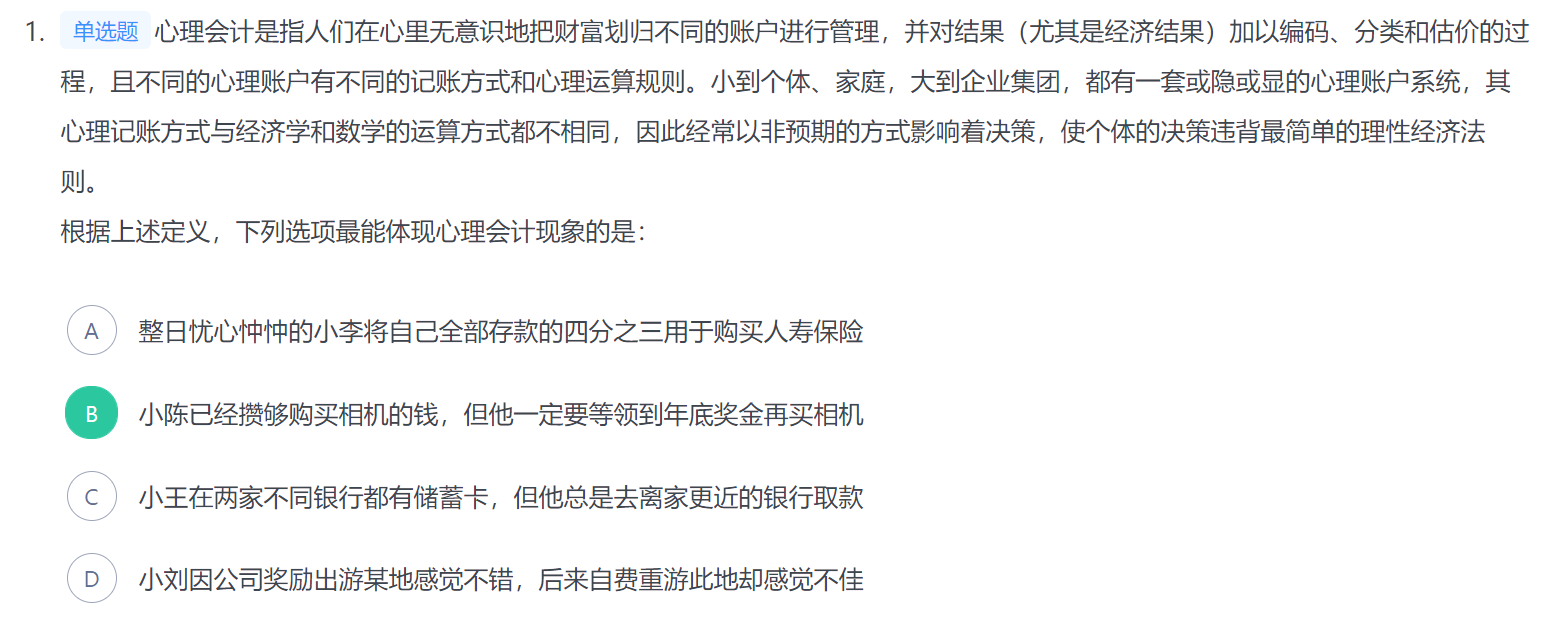 1. 单选题 心理会计是指人们在心里无意识地把财富划归不同的账户进行管理，并对结果（尤其是经济结果）加以编码、分类和估价的过
程，且不同的心理账户有不同的记账方式和心理运算规则。小到个体、家庭，大到企业集团，都有一套或隐或显的心理账户系统，其
心理记账方式与经济学和数学的运算方式都不相同，因此经常以非预期的方式影响着决策，使个体的决策违背最简单的理性经济法
则。
根据上述定义，下列选项最能体现心理会计现象的是：
A 整日忧心忡忡的小李将自己全部存款的四分之三用于购买人寿保险
B 小陈已经攒够购买相机的钱，但他一定要等领到年底奖金再买相机
C 小王在两家不同银行都有储蓄卡，但他总是去离家更近的银行取款
D 小刘因公司奖励出游某地感觉不错，后来自费重游此地却感觉不佳